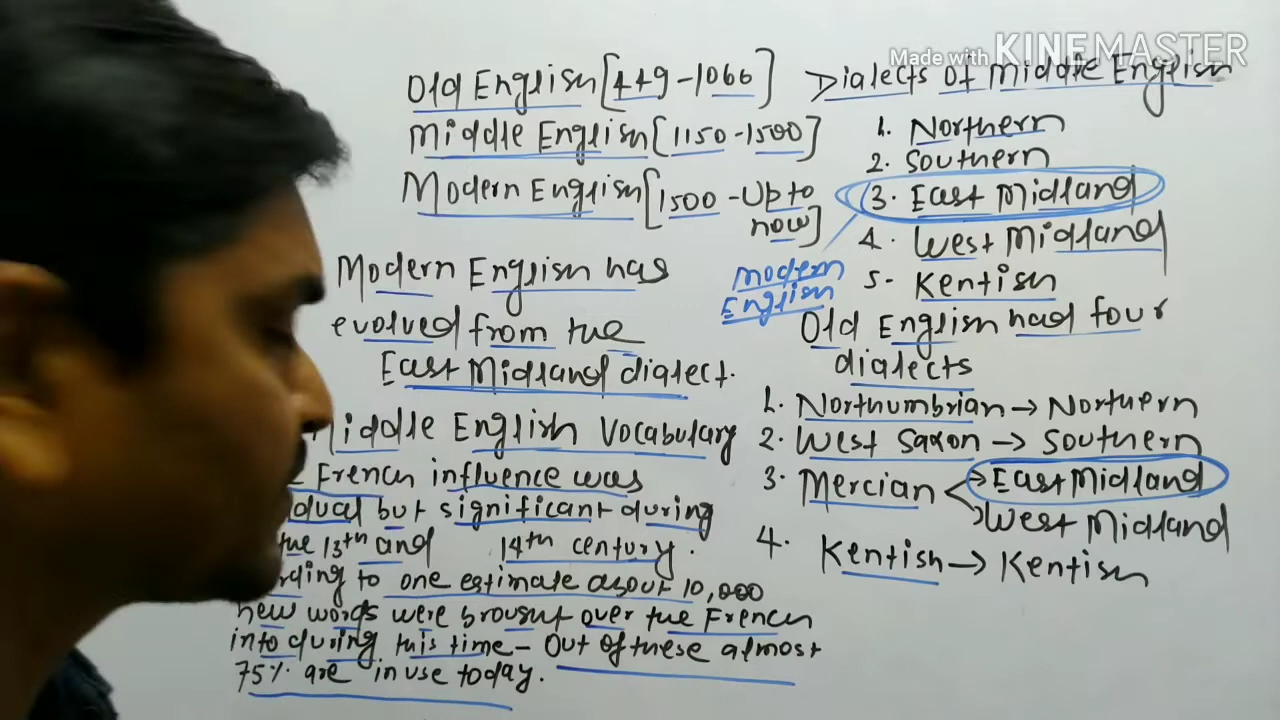 Made with KINEMASTER
Old English [449-1066]
Middle English [1150-1500]
Modern English [1500-Up to
now]
Modern English has
evolved from the
East Midland dialect.
Middle English Vocabulary
French influence was
but significant during
the 13th and 14th century.
to one estimate about 10,000
new words were brought over the French
into during this time- Out of these almost
75% are in use today.
Dialects of Middle English
1. Northern
2. Southern
3. East Midland
4. West Midland
5- Kentish
Modern
English
Old English had four
dialects
1. Northumbrian → Northern
2. West Saxon → Southern
3. Mercian → East Midland
→ West Midland
4. Kentish → Kentish